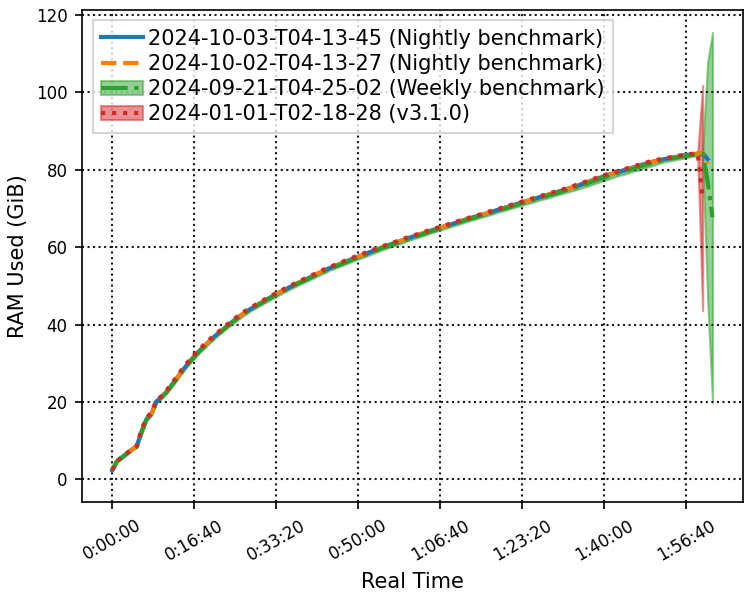 2024-10-03-T04-13-45 (Nightly benchmark)
2024-10-02-T04-13-27 (Nightly benchmark)
2024-09-21-T04-25-02 (Weekly benchmark)
2024-01-01-T02-18-28 (v3.1.0)
RAM Used (GiB)
120
100
80
60
40
20
0
0:00:00
0:16:40
0:33:20
0:50:00
1:06:40
1:23:20
1:40:00
1:56:40
Real Time